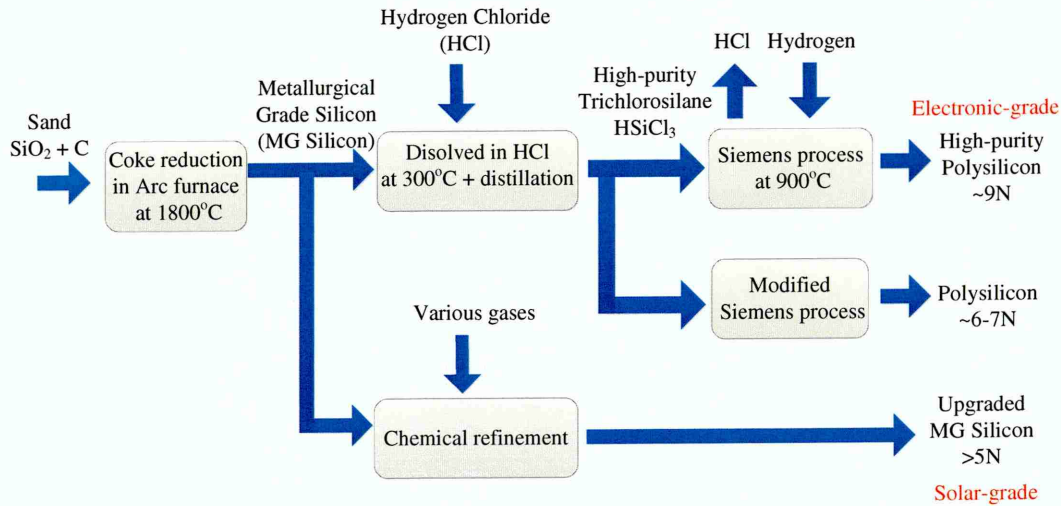 Sand
SiO₂ + C
Coke reduction
in Arc furnace
at 1800°C
Metallurgical
Grade Silicon
(MG Silicon)
Hydrogen Chloride
(HCl)
Disolved in HCl
at 300°C + distillation
High-purity
Trichlorosilane
HSiCl₃
HCl
Hydrogen
Siemens process
at 900°C
Electronic-grade
High-purity
Polysilicon
~9N
Modified
Siemens process
Polysilicon
~6-7N
Various gases
Chemical refinement
Upgraded
MG Silicon
>5N
Solar-grade